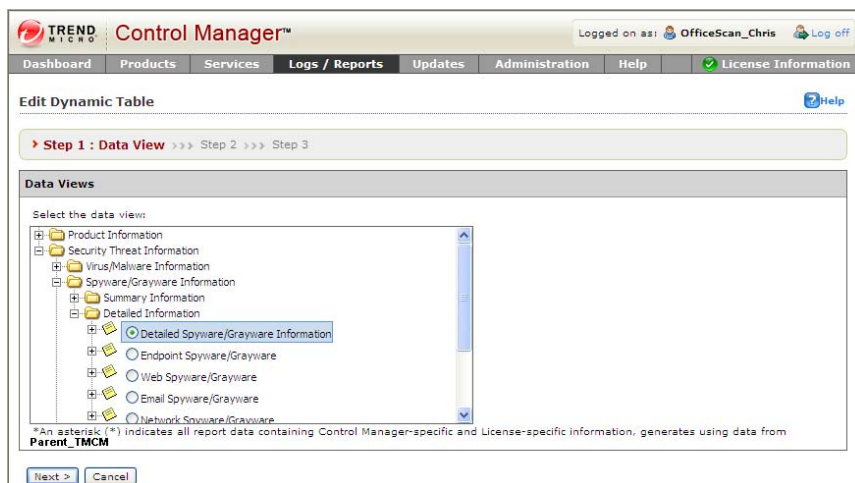 TREND MICRO Control Manager™ Logged on as: OfficeScan_Chris Log off
Dashboard Products Services Logs / Reports Updates Administration Help License Information
Edit Dynamic Table Help
Step 1 : Data View >>> Step 2 >>> Step 3
Data Views
Select the data view:
Product Information
Security Threat Information
Virus/Malware Information
Spyware/Grayware Information
Summary Information
Detailed Information
Detailed Spyware/Grayware Information
Endpoint Spyware/Grayware
Web Spyware/Grayware
Email Spyware/Grayware
Network Spyware/Grayware
*An asterisk (*) indicates all report data containing Control Manager-specific and License-specific information, generates using data from
Parent_TMCM
Next > Cancel